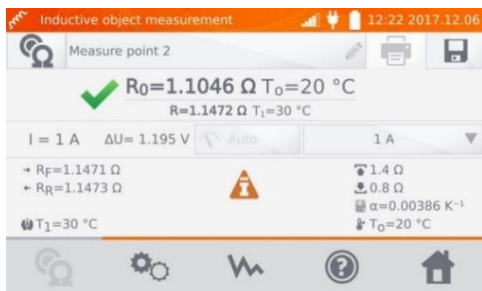 Inductive object measurement 12:22 2017.12.06
Measure point 2
R₀=1.1046 Ω T₀=20 °C
R=1.1472 Ω T₁=30 °C
I = 1 A ΔU= 1.195 V Auto 1 A
RF=1.1471 Ω 1.4 Ω
RR=1.1473 Ω 0.8 Ω
α=0.00386 K⁻¹
T₁=30 °C T₀=20 °C